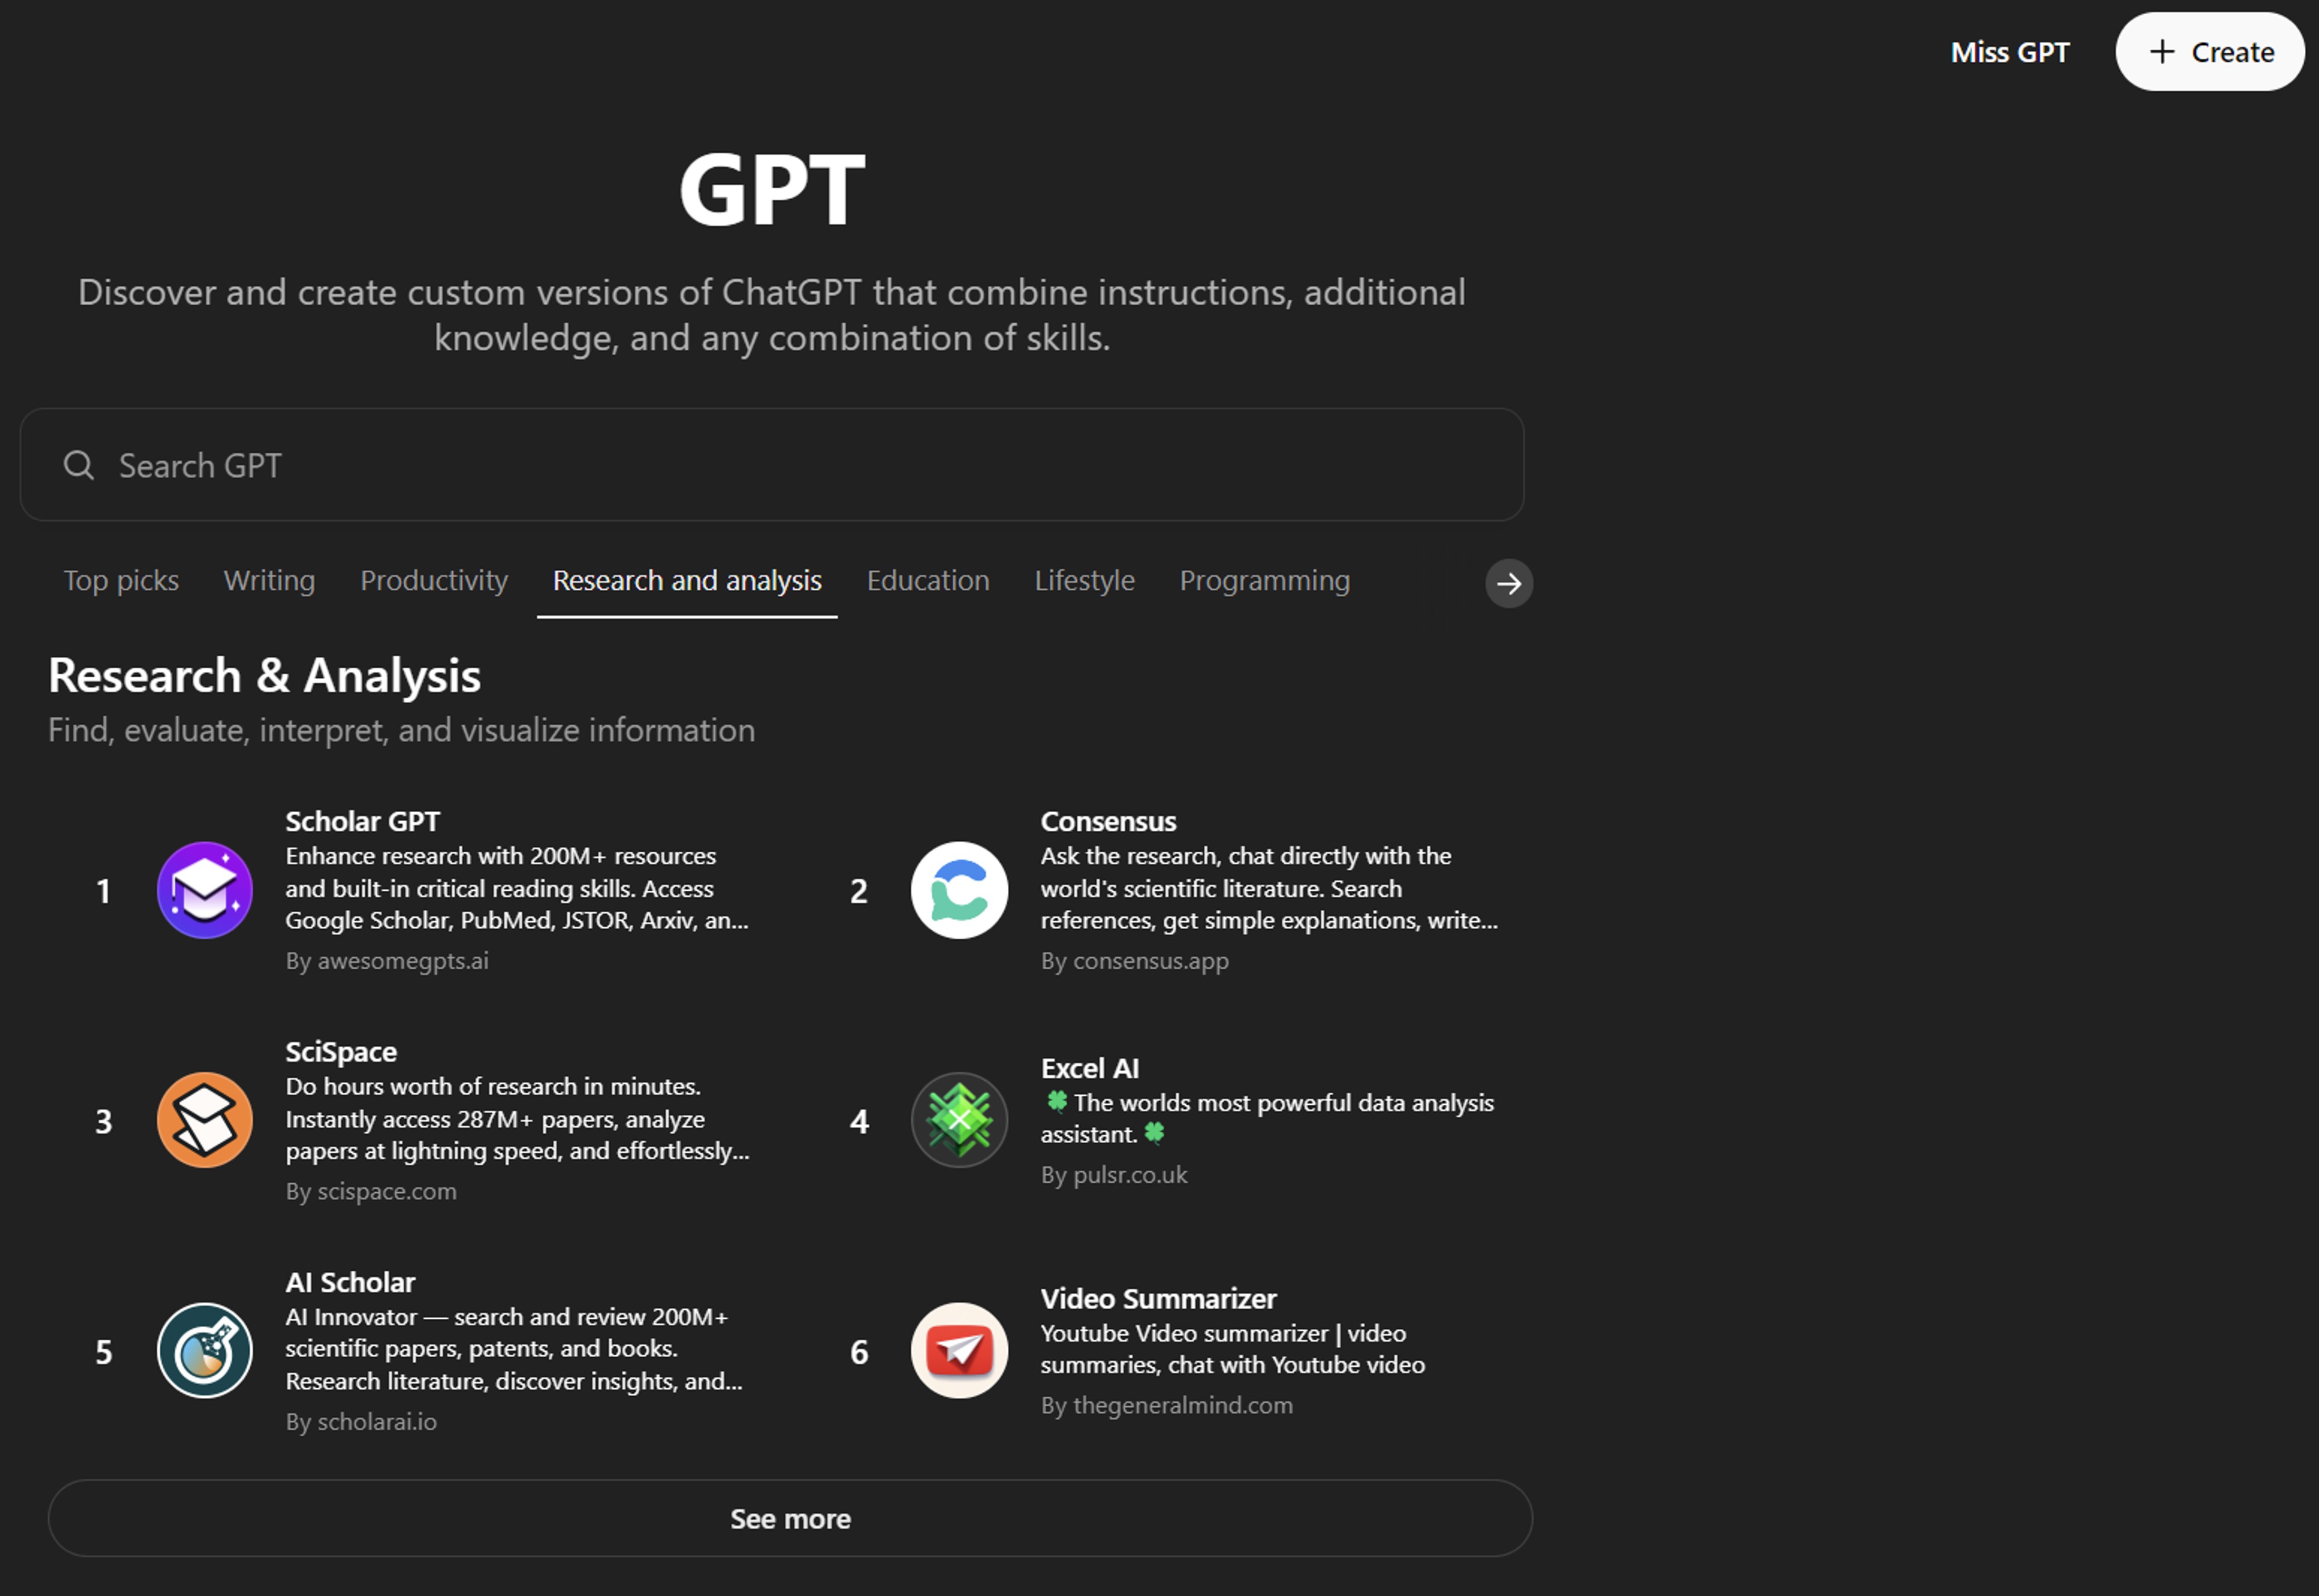 Miss GPT
+ Create
GPT
Discover and create custom versions of ChatGPT that combine instructions, additional
knowledge, and any combination of skills.
Search GPT
Top picks Writing Productivity Research and analysis Education Lifestyle Programming
Research & Analysis
Find, evaluate, interpret, and visualize information
1
Scholar GPT
Enhance research with 200M+ resources
and built-in critical reading skills. Access
Google Scholar, PubMed, JSTOR, Arxiv, an...
By awesomegpts.ai
2
Consensus
Ask the research, chat directly with the
world's scientific literature. Search
references, get simple explanations, write...
By consensus.app
3
SciSpace
Do hours worth of research in minutes.
Instantly access 287M+ papers, analyze
papers at lightning speed, and effortlessly...
By scispace.com
4
Excel AI
🍀The worlds most powerful data analysis
assistant.🍀
By pulsr.co.uk
5
AI Scholar
AI Innovator — search and review 200M+
scientific papers, patents, and books.
Research literature, discover insights, and...
By scholarai.io
6
Video Summarizer
Youtube Video summarizer | video
summaries, chat with Youtube video
By thegeneralmind.com
See more